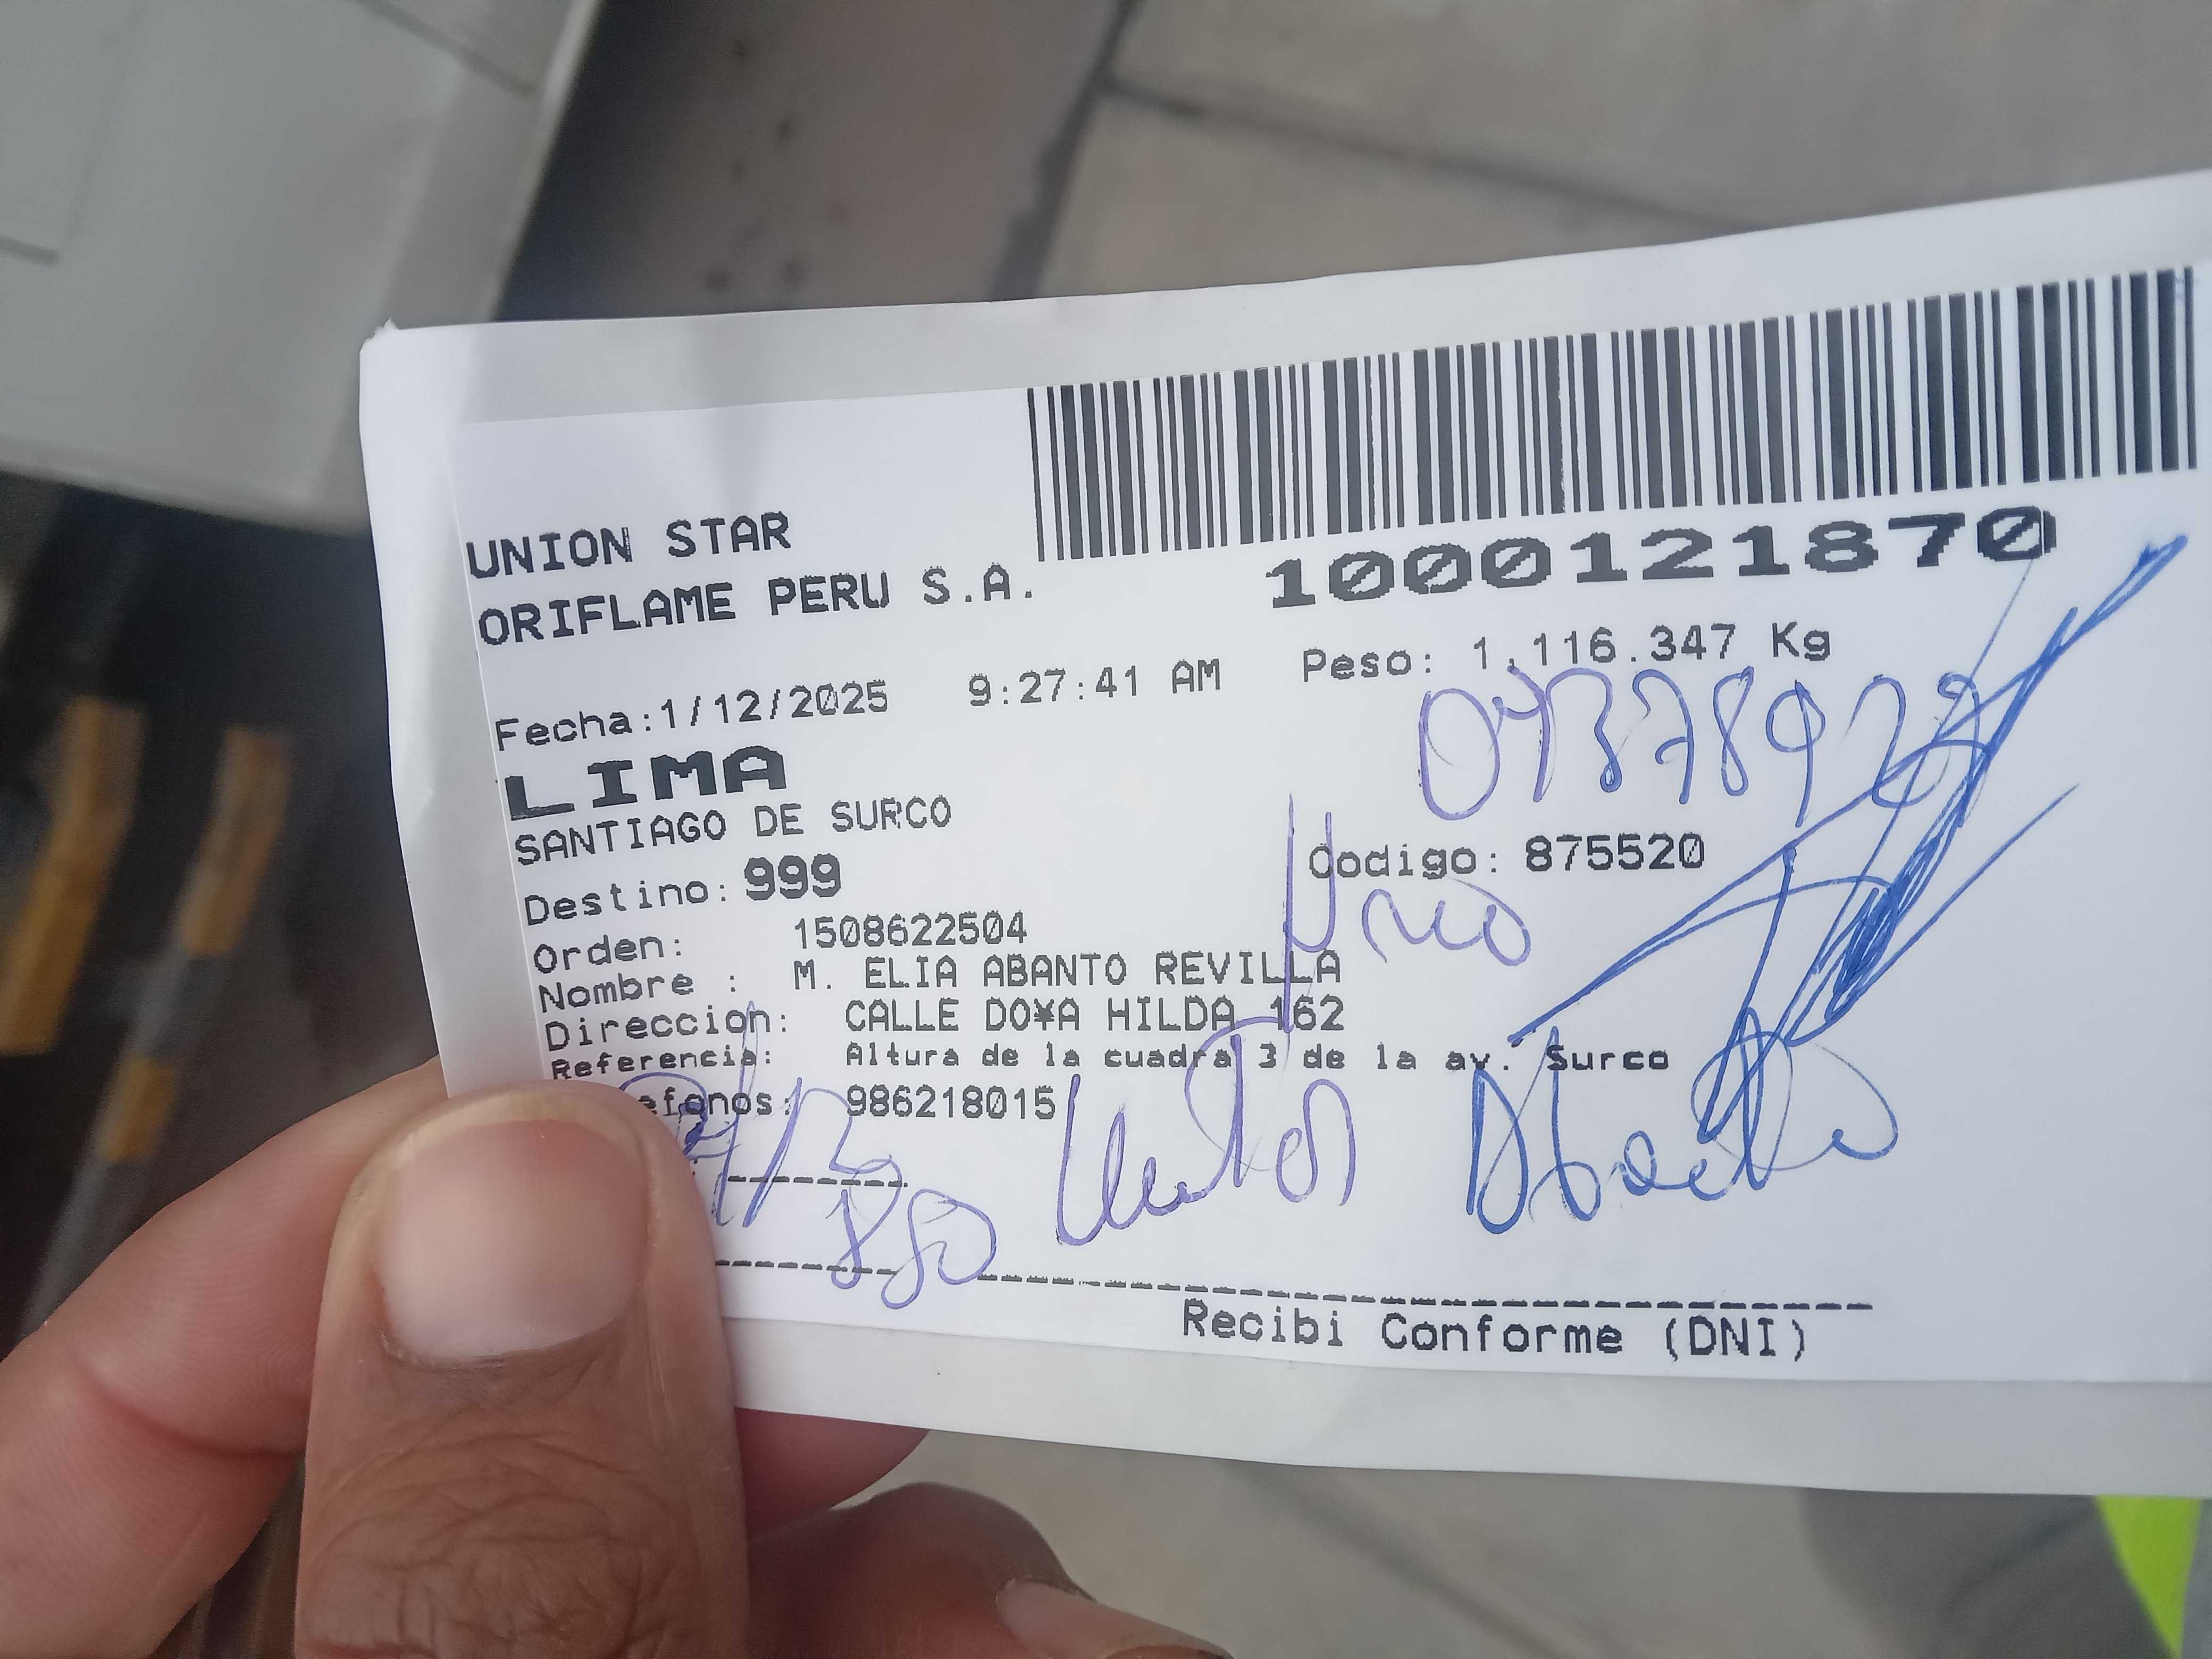 UNION STAR
ORIFLAME PERU S.A.
1000121870
Fecha:1/12/2025 9:27:41 AM Peso: 1,116.347 Kg
LIMA
SANTIAGO DE SURCO
Destino: 999 Codigo: 875520
Orden: 1508622504
Nombre : M. ELIA ABANTO REVILLA
Direccion: CALLE DO¥A HILDA 162
Referencia: Altura de la cuadra 3 de la av. Surco
efonos: 986218015
Abanto
Recibi Conforme (DNI)